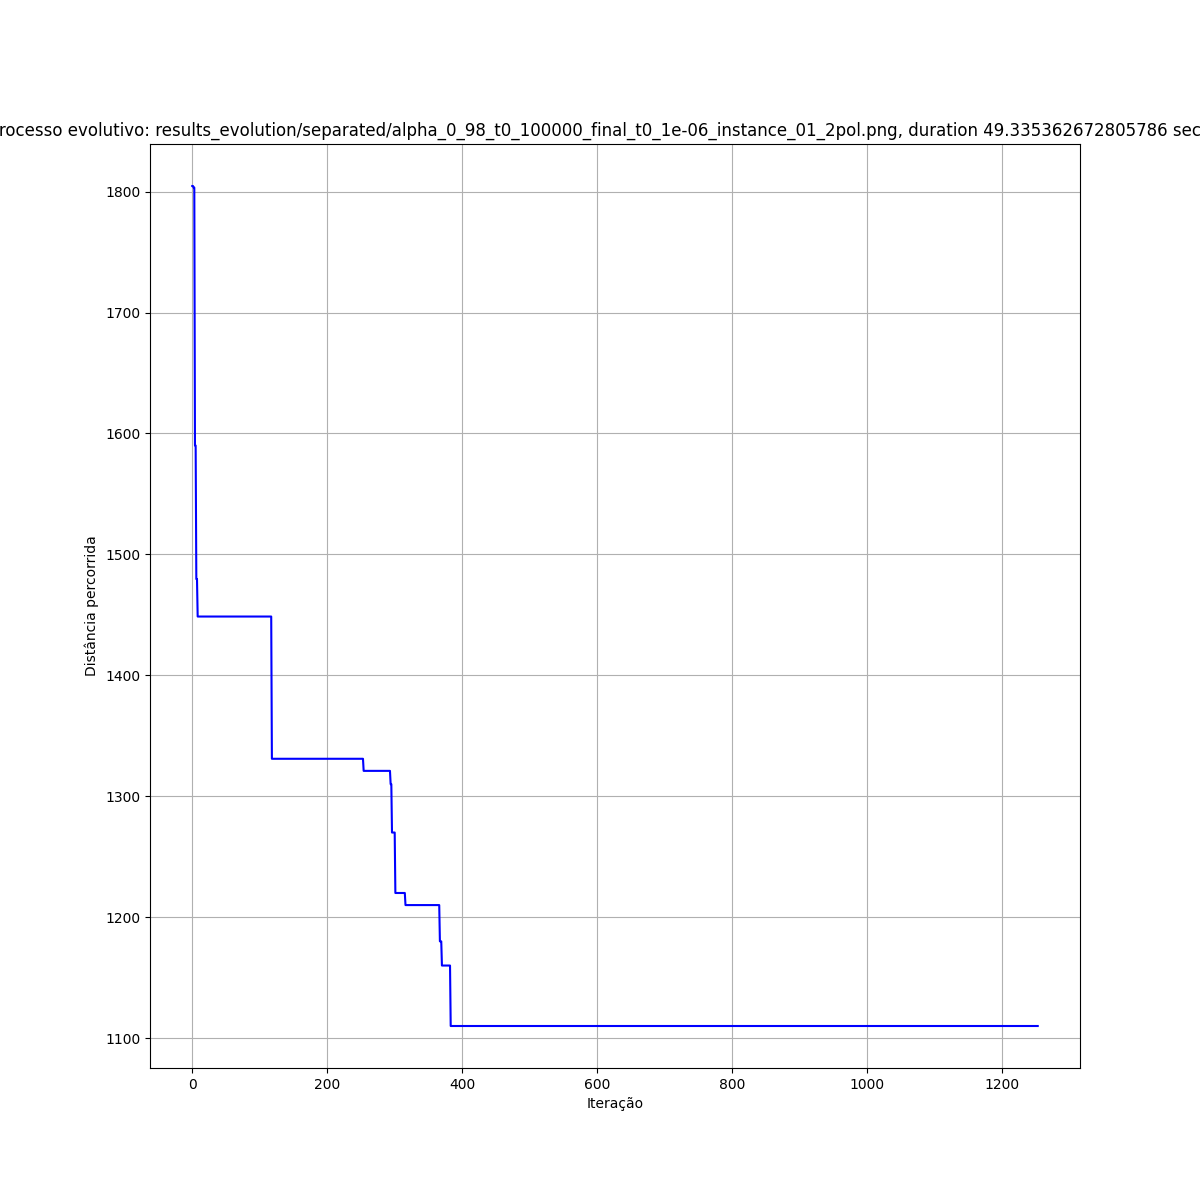 rocesso evolutivo: results_evolution/separated/alpha_0_98_t0_100000_final_t0_1e-06_instance_01_2pol.png, duration 49.335362672805786 sec
1800
1700
1600
1500
1400
1300
1200
1100
Distância percorrida
0 200 400 600 800 1000 1200
Iteração